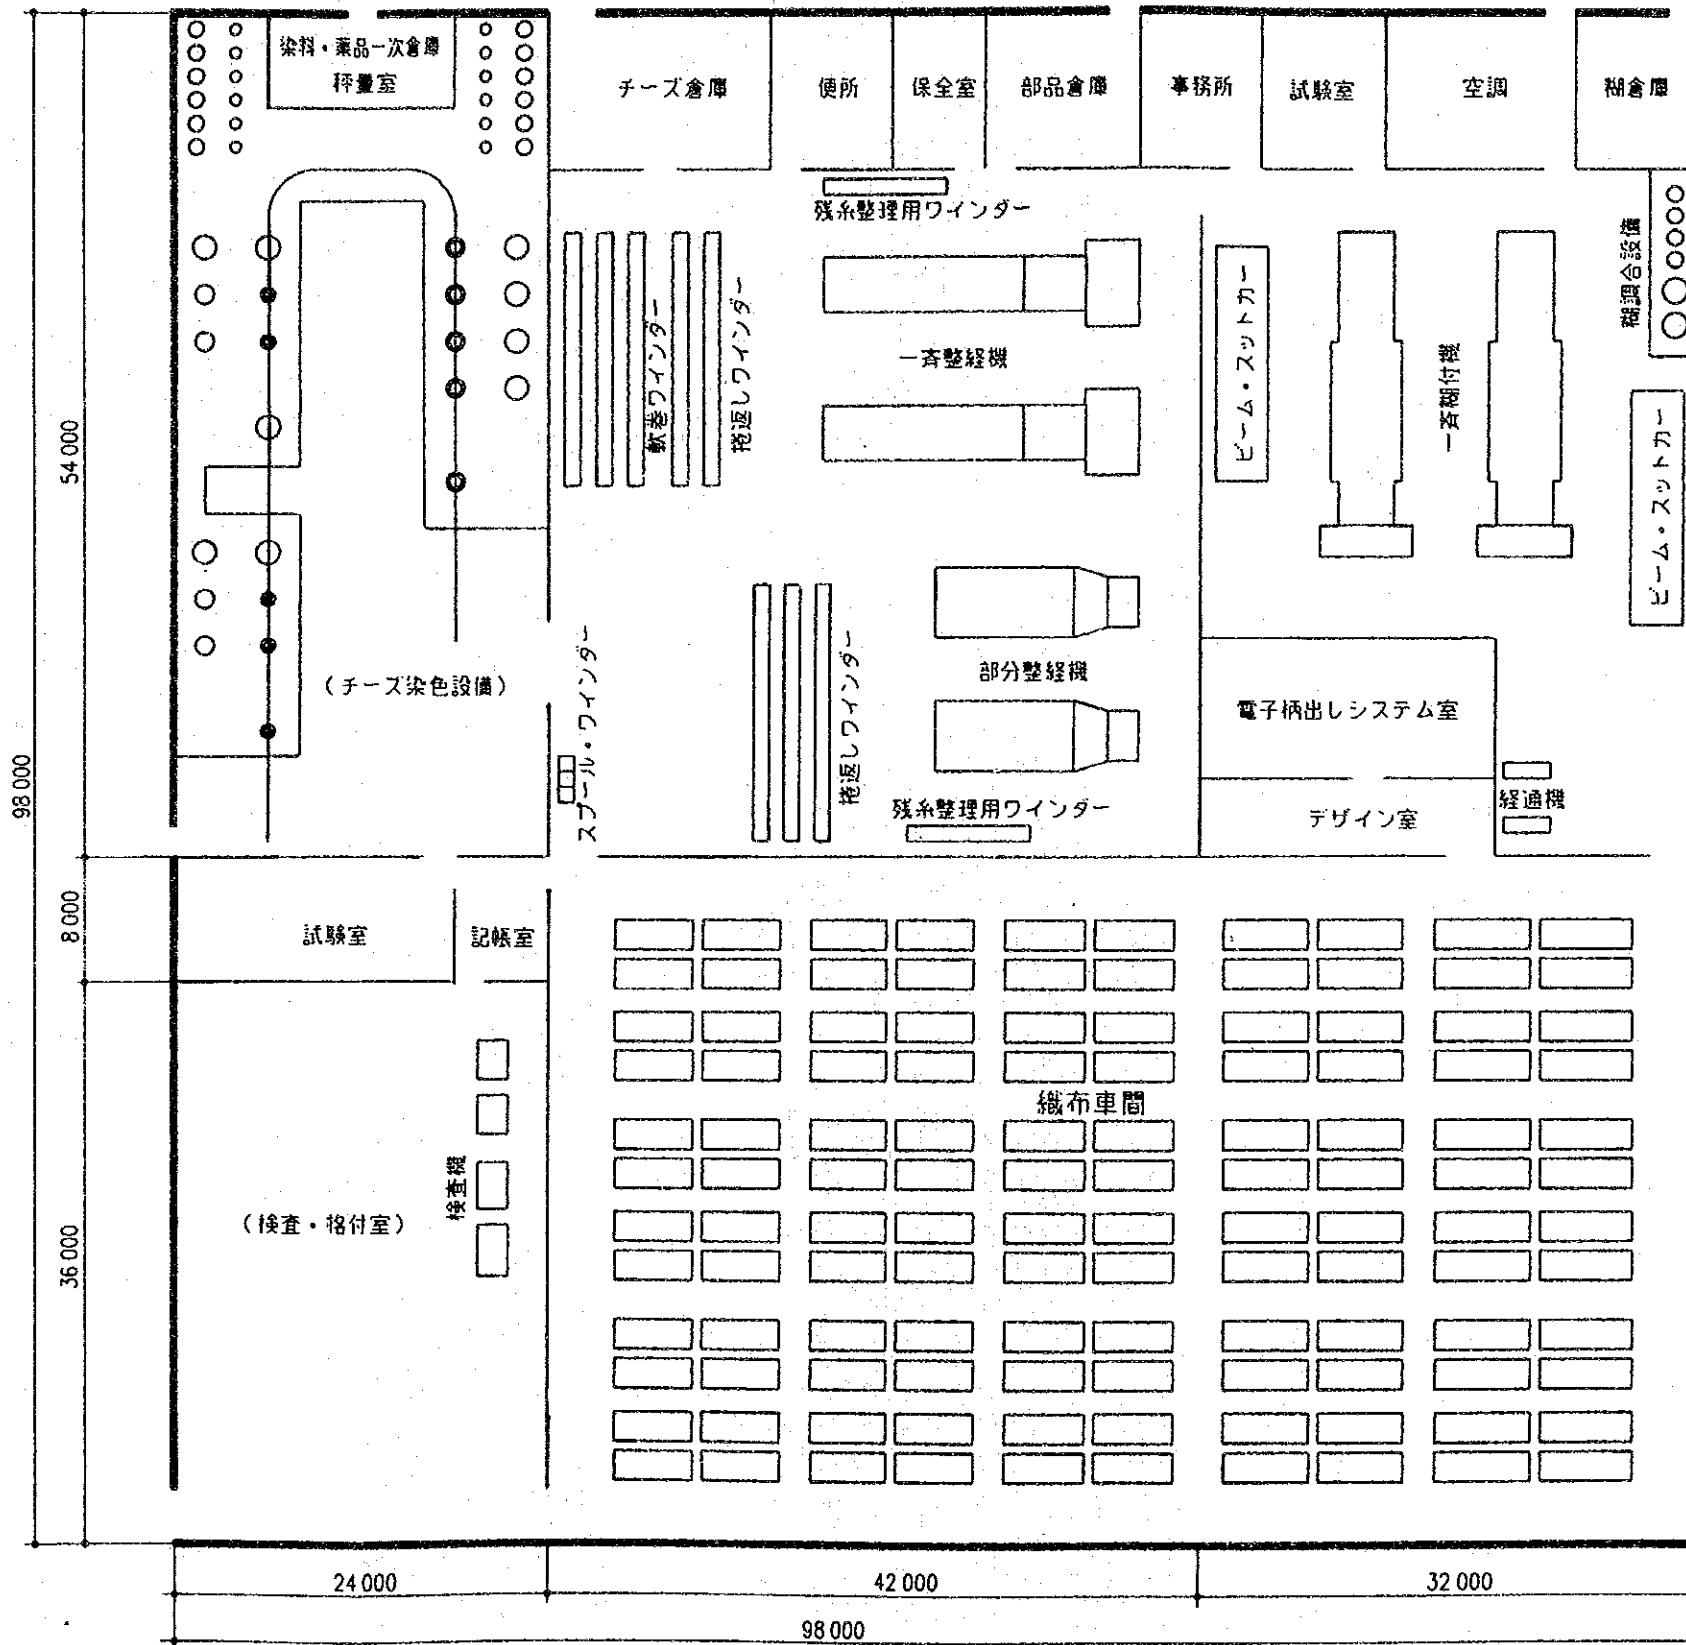 染料・薬品一次倉庫
秤量室
チーズ倉庫
便所
保全室
部品倉庫
事務所
試験室
空調
糊倉庫
残糸整理用ワインダー
糊調合設備
軟巻ワインダー
捲返しワインダー
一斉整経機
ビーム・スットカー
一斉糊付機
ビーム・スットカー
54 000
98 000
(チーズ染色設備)
スプール・ワインダー
捲返しワインダー
部分整経機
残糸整理用ワインダー
電子柄出しシステム室
デザイン室
経通機
8 000
試験室
記帳室
織布車間
検査機
(検査・格付室)
36 000
24 000
42 000
32 000
98 000